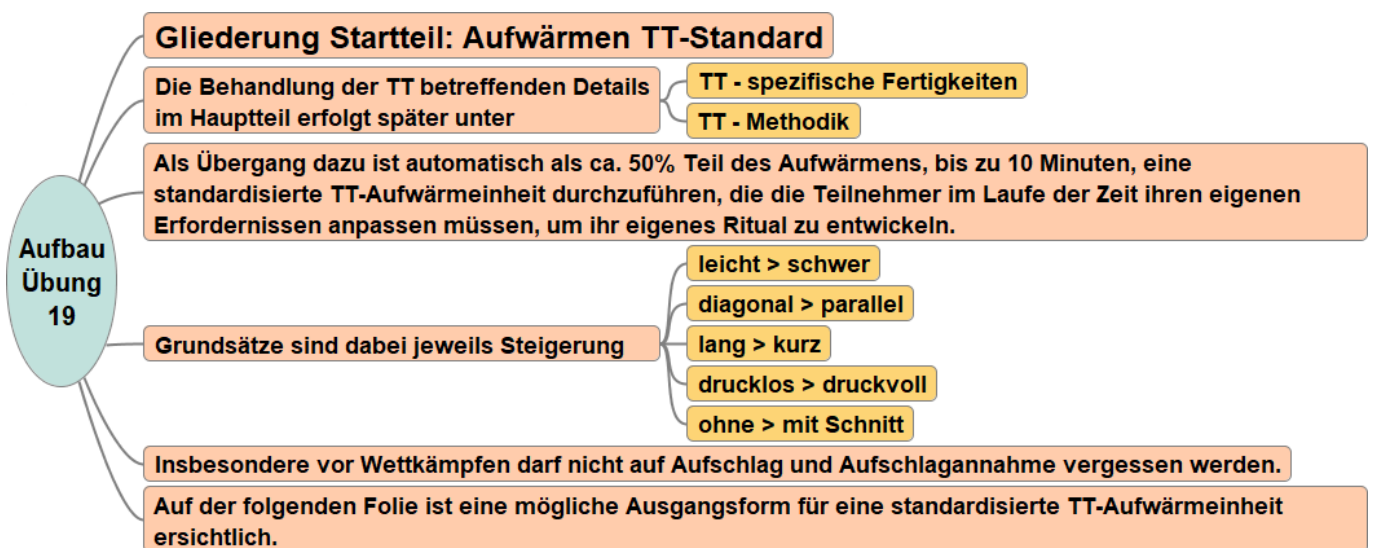 Aufbau
Übung
19
Gliederung Startteil: Aufwärmen TT-Standard
Die Behandlung der TT betreffenden Details
im Hauptteil erfolgt später unter
TT - spezifische Fertigkeiten
TT - Methodik
Als Übergang dazu ist automatisch als ca. 50% Teil des Aufwärmens, bis zu 10 Minuten, eine
standardisierte TT-Aufwärmeinheit durchzuführen, die die Teilnehmer im Laufe der Zeit ihren eigenen
Erfordernissen anpassen müssen, um ihr eigenes Ritual zu entwickeln.
Grundsätze sind dabei jeweils Steigerung
leicht > schwer
diagonal > parallel
lang > kurz
drucklos > druckvoll
ohne > mit Schnitt
Insbesondere vor Wettkämpfen darf nicht auf Aufschlag und Aufschlagannahme vergessen werden.
Auf der folgenden Folie ist eine mögliche Ausgangsform für eine standardisierte TT-Aufwärmeinheit
ersichtlich.